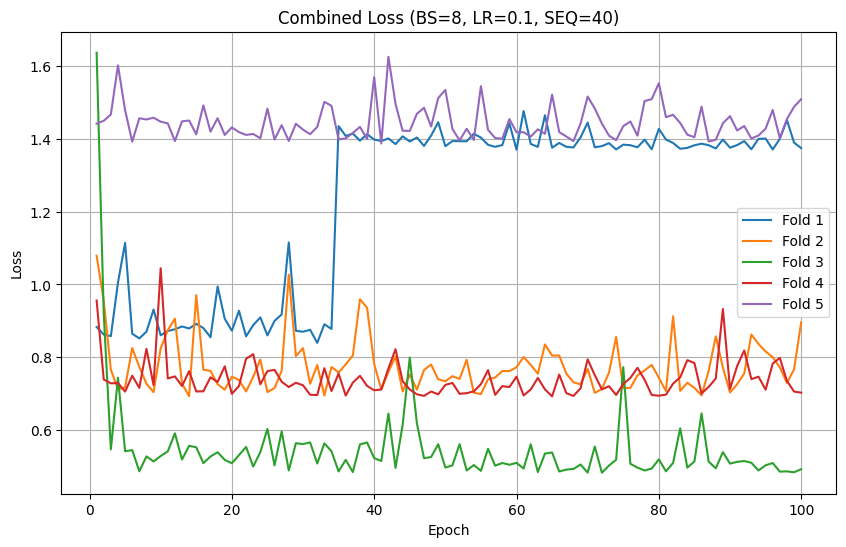 Combined Loss (BS=8, LR=0.1, SEQ=40)
Loss
1.6
1.4
1.2
1.0
0.8
0.6
Fold 1
Fold 2
Fold 3
Fold 4
Fold 5
0 20 40 60 80 100
Epoch